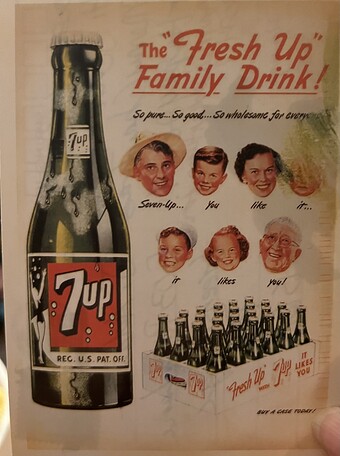 The "Fresh Up"
Family Drink!
So pure... So good.... So wholesome for
Seven-Up... You like it...
it likes you!
7up
7up
REG. U.S. PAT. OFF.
7up
7up
"Fresh Up" WITH 7up
IT
LIKES
YOU
BUY A CASE TODAY!